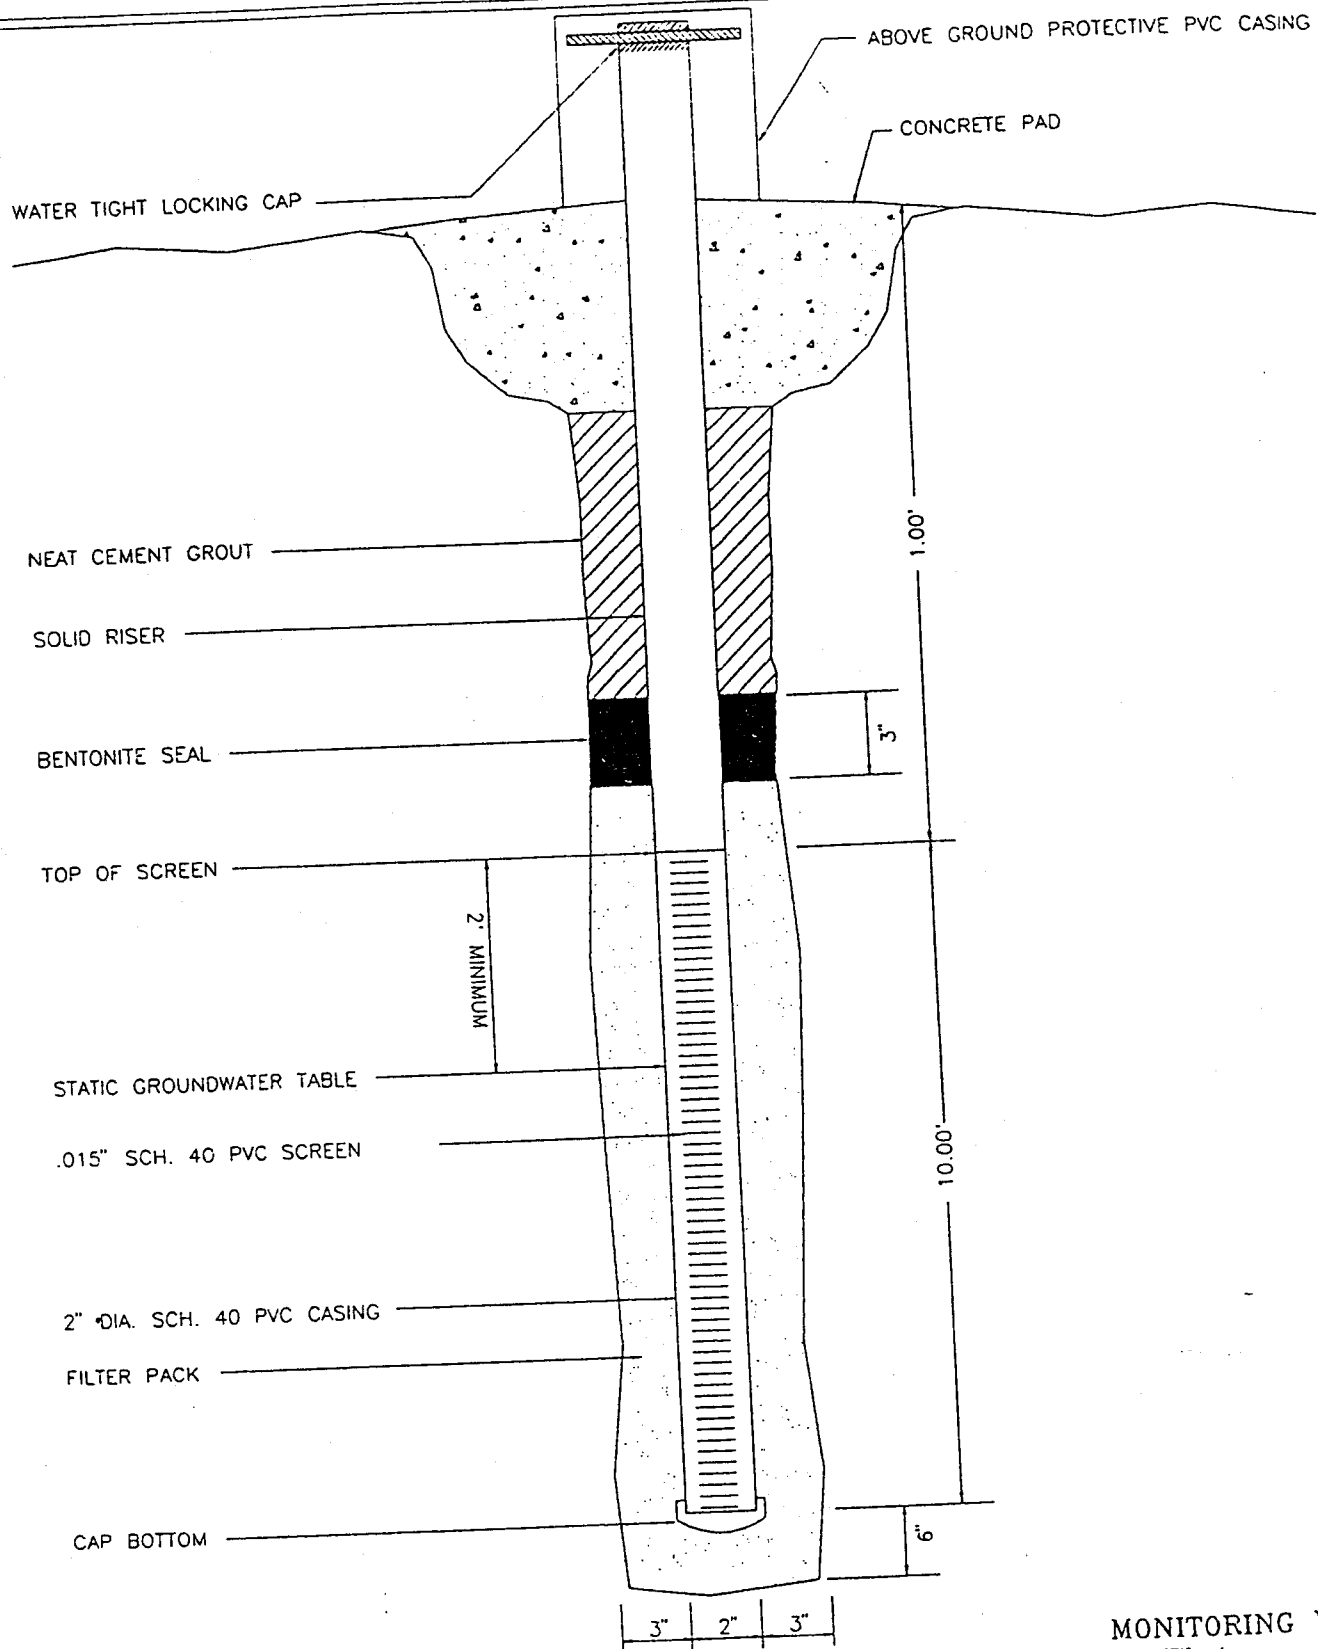 ABOVE GROUND PROTECTIVE PVC CASING
CONCRETE PAD
WATER TIGHT LOCKING CAP
1.00'
NEAT CEMENT GROUT
SOLID RISER
3"
BENTONITE SEAL
TOP OF SCREEN
2' MINIMUM
STATIC GROUNDWATER TABLE
.015" SCH. 40 PVC SCREEN
10.00'
2" DIA. SCH. 40 PVC CASING
FILTER PACK
CAP BOTTOM
6"
3" 2" 3"
MONITORING